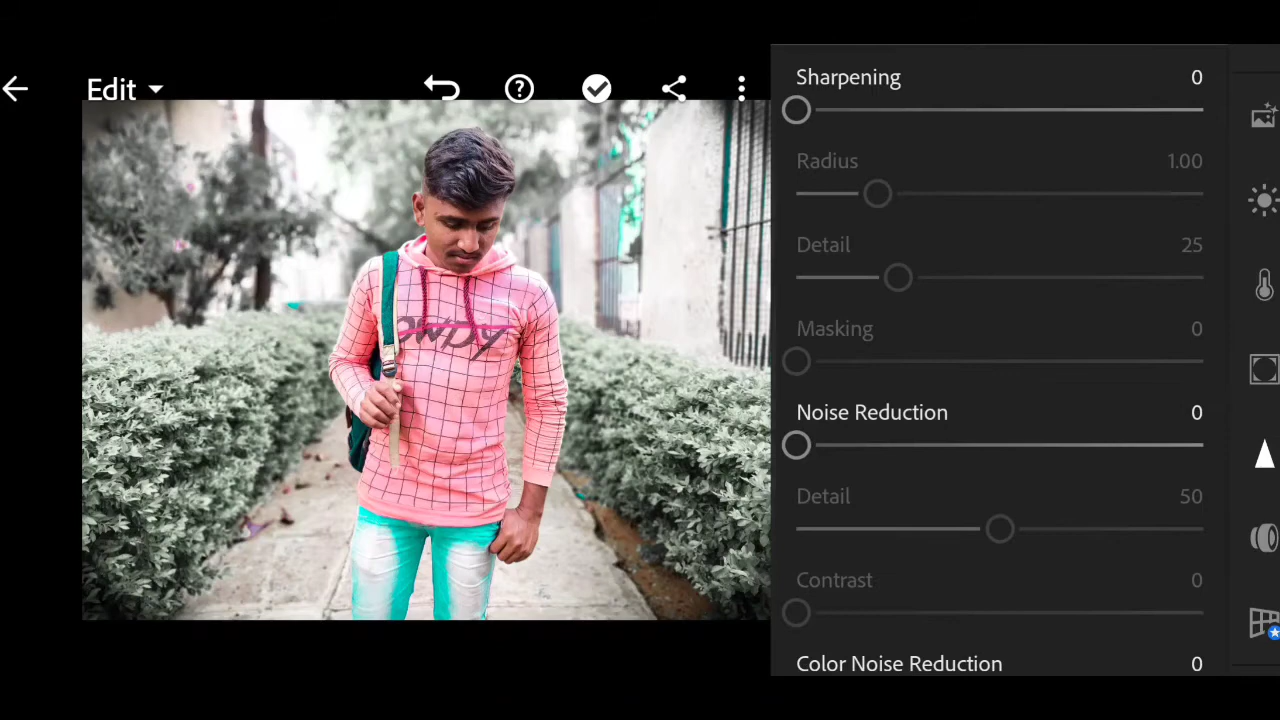 Edit
Sharpening 0
Radius 1.00
Detail 25
Masking 0
Noise Reduction 0
Detail 50
Contrast 0
Color Noise Reduction 0